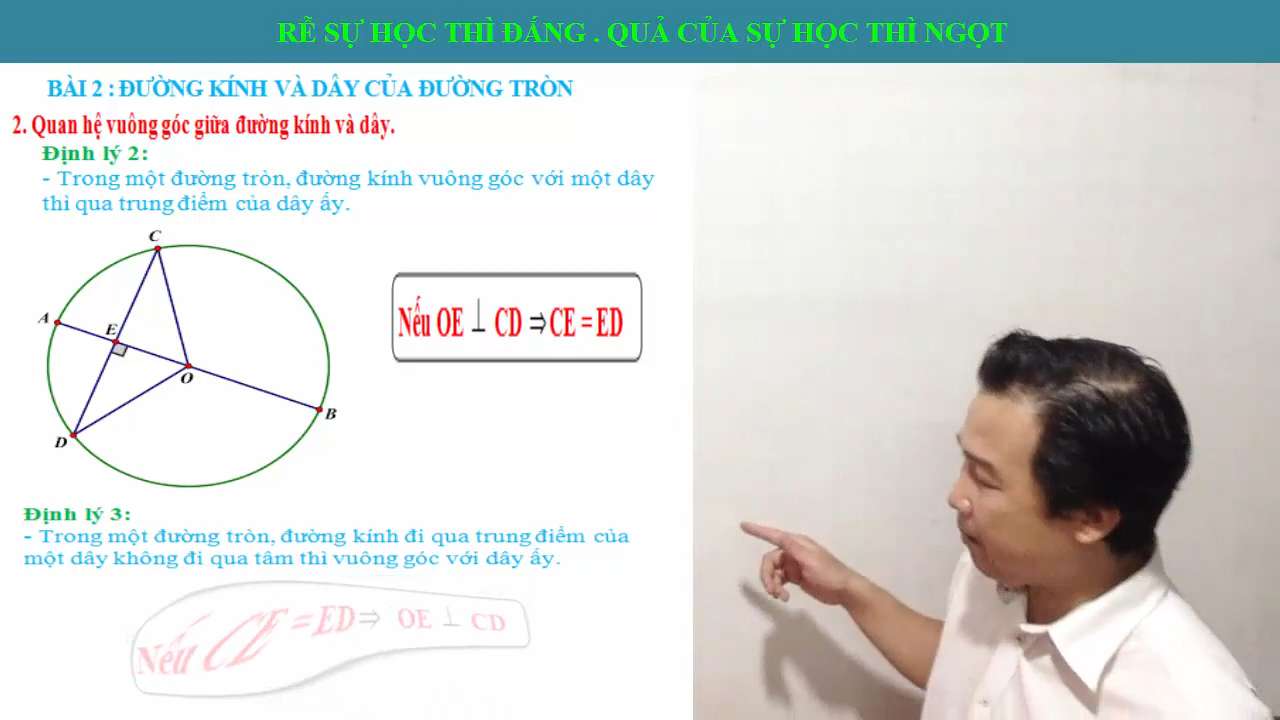 RỄ SỰ HỌC THÌ ĐẮNG . QUẢ CỦA SỰ HỌC THÌ NGỌT
BÀI 2 : ĐƯỜNG KÍNH VÀ DÂY CỦA ĐƯỜNG TRÒN
2. Quan hệ vuông góc giữa đường kính và dây.
Định lý 2:
- Trong một đường tròn, đường kính vuông góc với một dây
thì qua trung điểm của dây ấy.
C
A
E
O
B
D
Nếu OE ⊥ CD ⇒ CE = ED
Định lý 3:
- Trong một đường tròn, đường kính đi qua trung điểm của
một dây không đi qua tâm thì vuông góc với dây ấy.
Nếu CE = ED ⇒ OE ⊥ CD